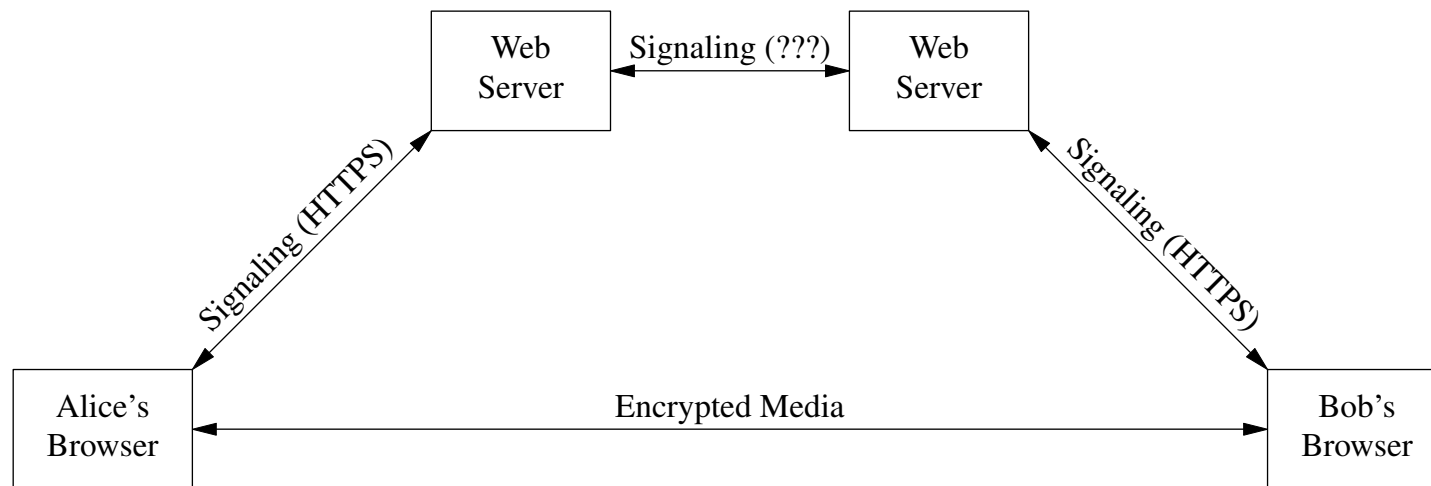 Web
Server
Signaling (???)
Web
Server
Signaling (HTTPS)
Signaling (HTTPS)
Alice's
Browser
Encrypted Media
Bob's
Browser